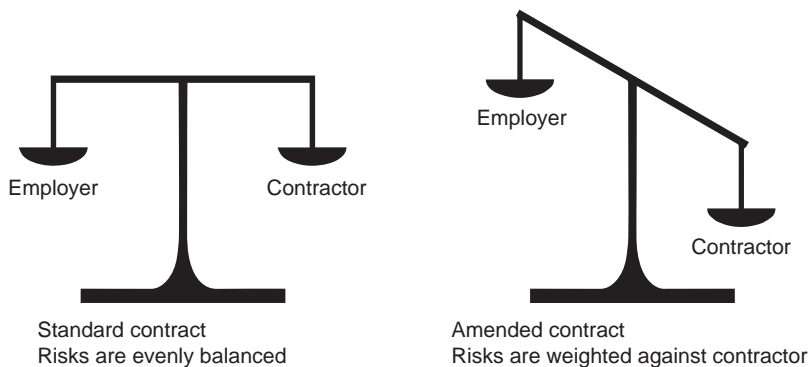 Employer
Contractor
Standard contract
Risks are evenly balanced
Employer
Contractor
Amended contract
Risks are weighted against contractor